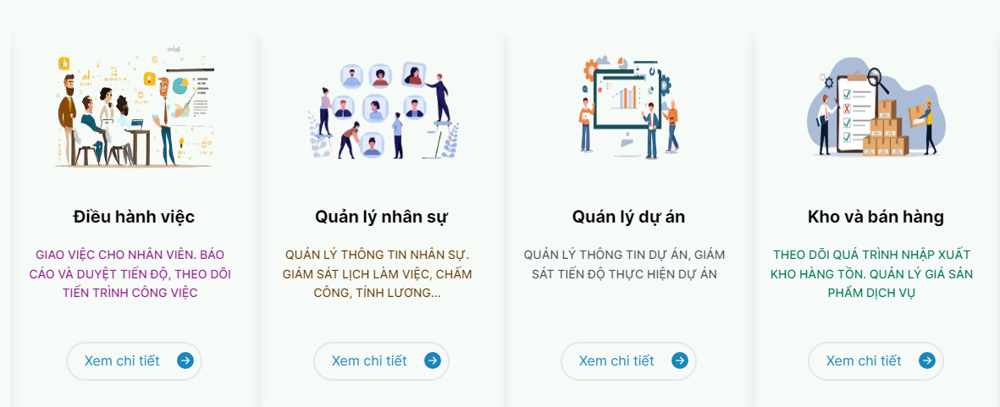 Điều hành việc
GIAO VIỆC CHO NHÂN VIÊN. BÁO
CÁO VÀ DUYỆT TIẾN ĐỘ, THEO DÕI
TIẾN TRÌNH CÔNG VIỆC
Xem chi tiết
Quản lý nhân sự
QUẢN LÝ THÔNG TIN NHÂN SỰ.
GIÁM SÁT LỊCH LÀM VIỆC, CHẤM
CÔNG, TÍNH LƯƠNG...
Xem chi tiết
Quán lý dự án
QUẢN LÝ THÔNG TIN DỰ ÁN, GIÁM
SÁT TIẾN ĐỘ THỰC HIỆN DỰ ÁN
Xem chi tiết
Kho và bán hàng
THEO DÕI QUÁ TRÌNH NHẬP XUẤT
KHO HÀNG TỒN. QUẢN LÝ GIÁ SẢN
PHẨM DỊCH VỤ
Xem chi tiết